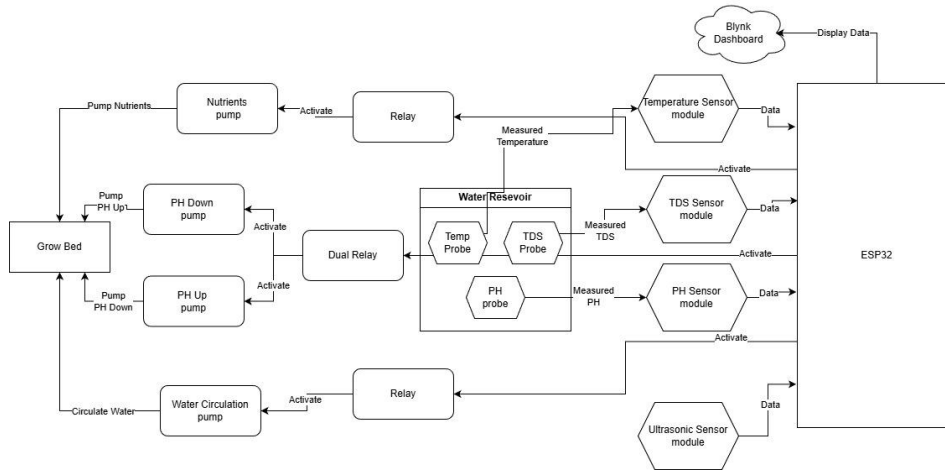 Blynk
Dashboard
Display Data
Nutrients
pump
Pump Nutrients
Activate
Relay
Measured
Temperature
Temperature Sensor
module
Data
Activate
Water Resevoir
PH Down
pump
Pump
PH Up
Activate
Temp
Probe
TDS
Probe
Measured
TDS
TDS Sensor
module
Data
Grow Bed
Dual Relay
Activate
ESP32
PH Up
pump
Pump
PH Down
Activate
PH
probe
Measured
PH
PH Sensor
module
Data
Activate
Water Circulation
pump
Circulate Water
Activate
Relay
Ultrasonic Sensor
module
Data